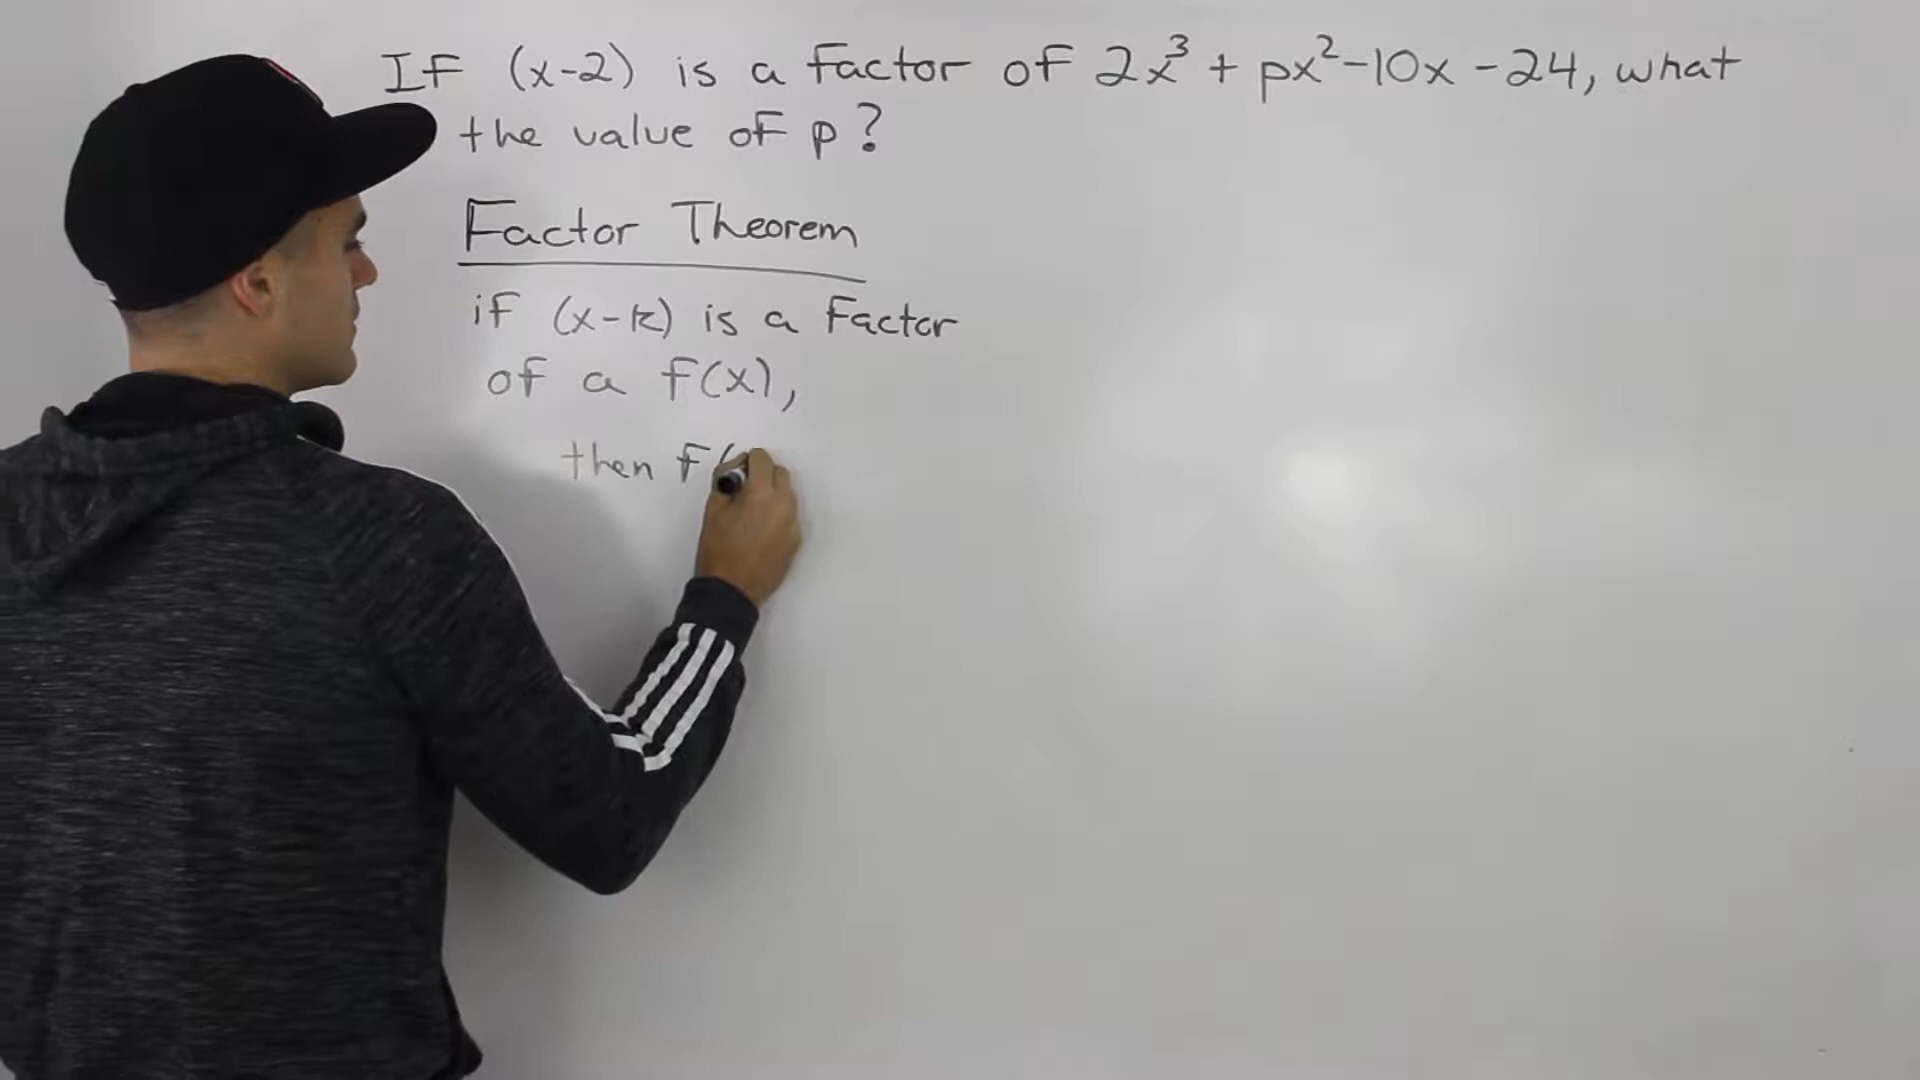 If (x-2) is a factor of 2x³ + px² - 10x - 24, what
the value of p?
Factor Theorem
if (x-k) is a factor
of a f(x),
then f(